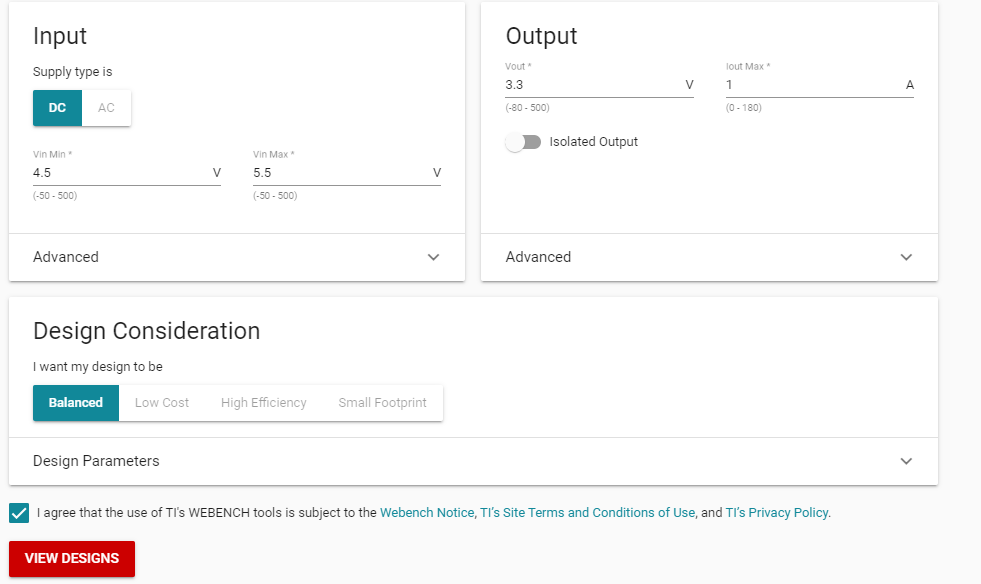 Input
Supply type is
DC AC
Vin Min * Vin Max *
4.5 V 5.5 V
(-50 - 500) (-50 - 500)
Advanced
Output
Vout * Iout Max *
3.3 V 1 A
(-80 - 500) (0 - 180)
Isolated Output
Advanced
Design Consideration
I want my design to be
Balanced Low Cost High Efficiency Small Footprint
Design Parameters
I agree that the use of TI's WEBENCH tools is subject to the Webench Notice, TI's Site Terms and Conditions of Use, and TI's Privacy Policy.
VIEW DESIGNS